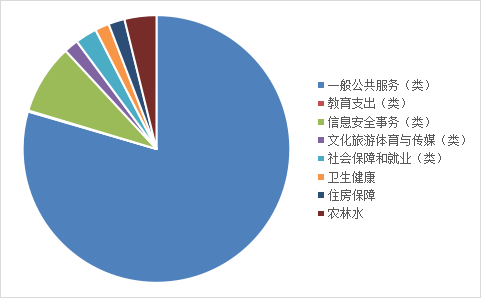 一般公共服务（类）
教育支出（类）
信息安全事务（类）
文化旅游体育与传媒（类）
社会保障和就业（类）
卫生健康
住房保障
农林水